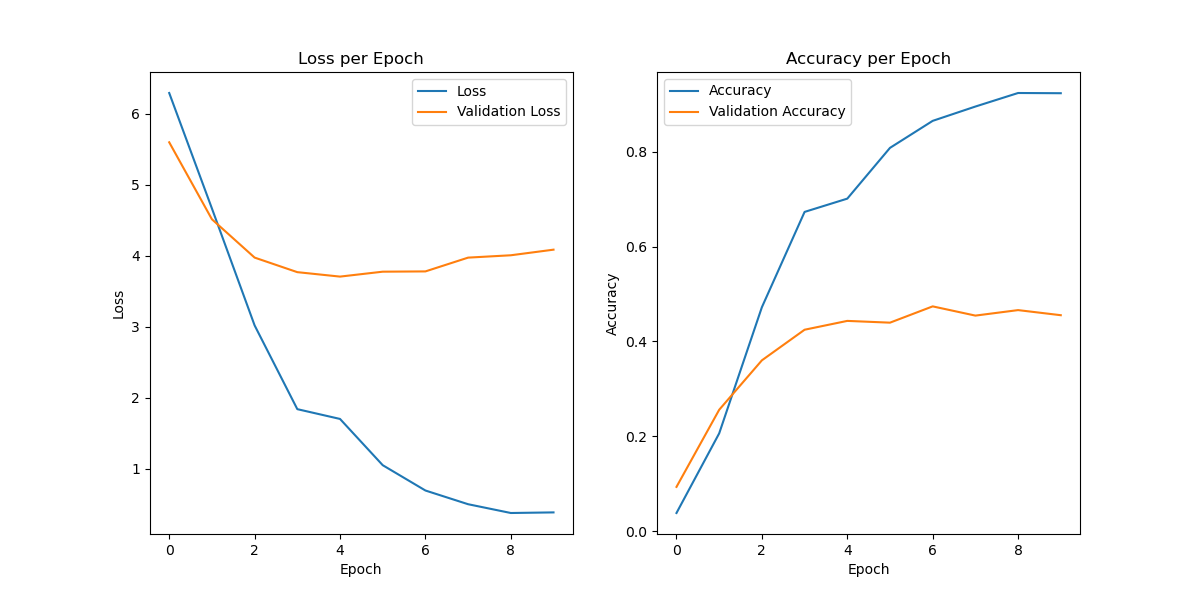 Loss per Epoch
Loss
Validation Loss
6
5
4
3
2
1
Loss
0 2 4 6 8
Epoch
Accuracy per Epoch
Accuracy
Validation Accuracy
0.8
0.6
0.4
0.2
0.0
Accuracy
0 2 4 6 8
Epoch